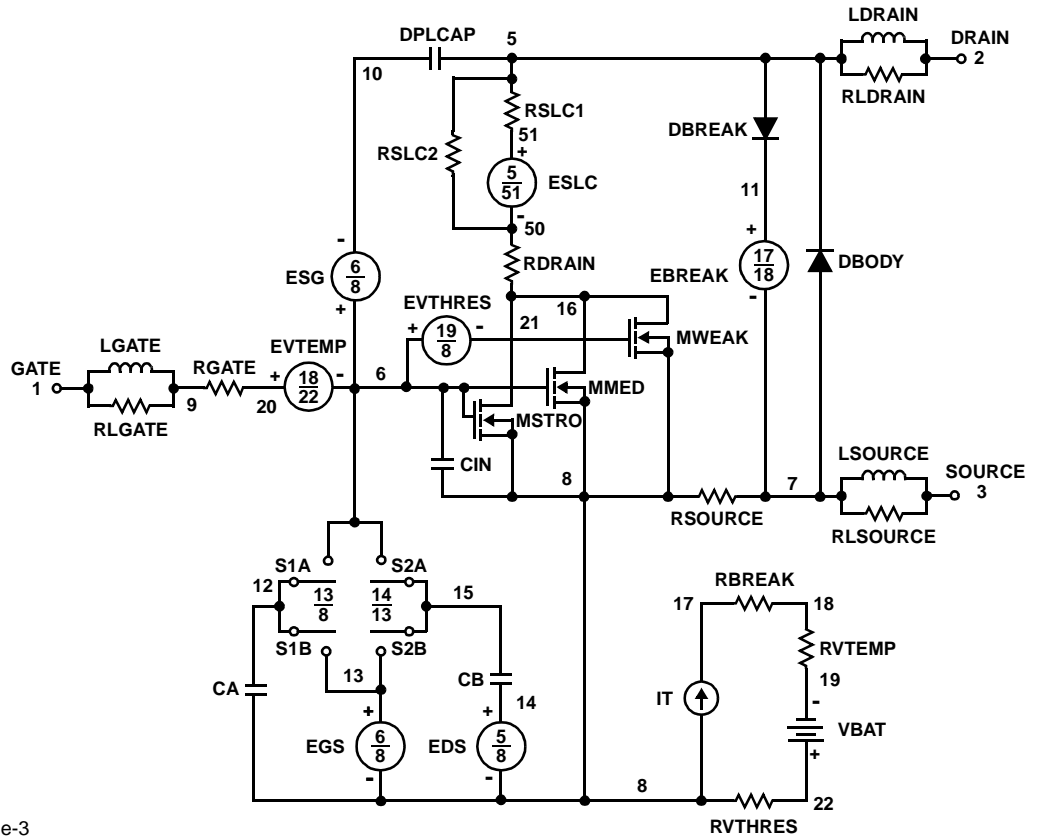 LDRAIN
DPLCAP 5 DRAIN
10 2
RSLC1 RLDRAIN
51 DBREAK
RSLC2 +
5
51 ESLC 11
-
50
- RDRAIN +
6
8 ESG EBREAK 17
18 DBODY
+ EVTHRES 16 -
+ 19
8 - 21 MWEAK
LGATE EVTEMP
GATE RGATE + 18
22 - 6 MMED
1 9 20 MSTRO
RLGATE LSOURCE
CIN 8 7 SOURCE
3
RSOURCE RLSOURCE
S1A S2A
12 13
8 14
13 15 RBREAK
17 18
S1B S2B RVTEMP
13 CB 19
CA 14 IT -
+ + VBAT
EGS 6
8 EDS 5
8 +
- - 8 22
RVTHRES
e-3